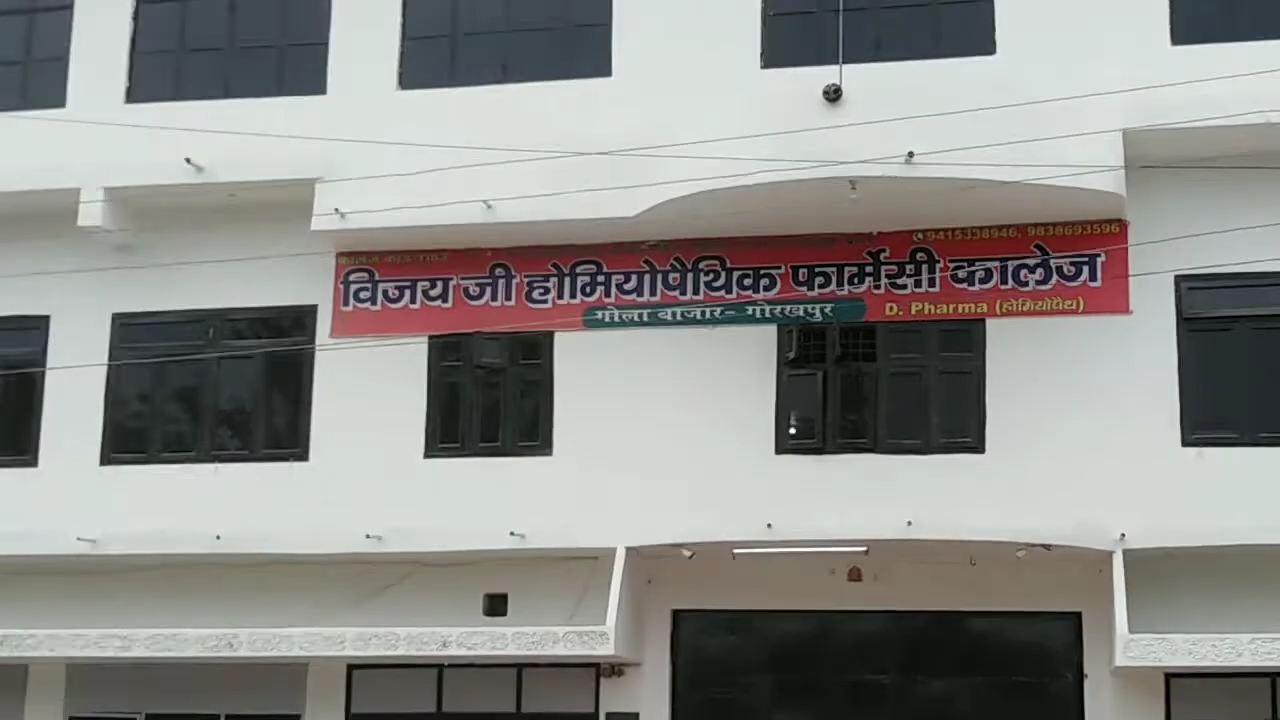 ✆9415338946, 9838693596
विजय जी होमियोपैथिक फार्मेसी कालेज
गोला बाजार- गोरखपुर
D. Pharma (होमियोपैथ)